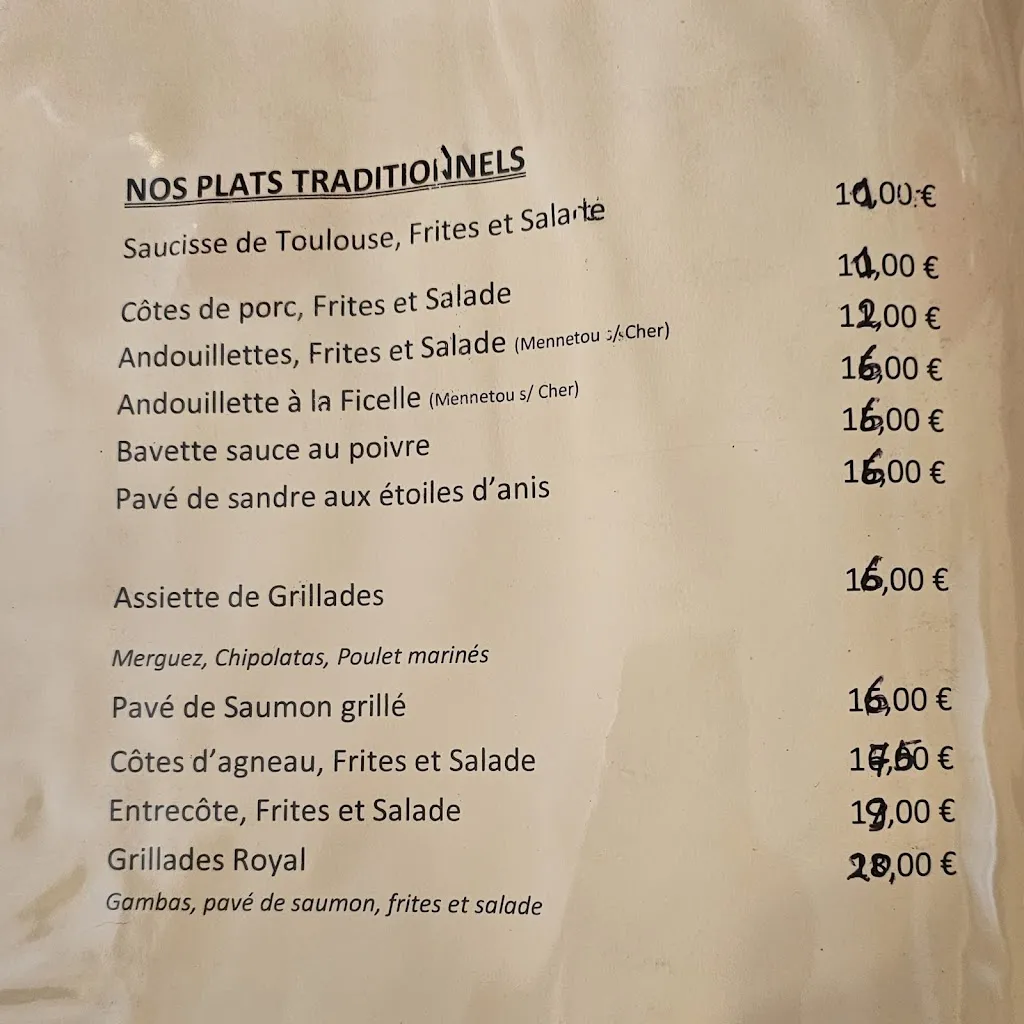 NOS PLATS TRADITIONNELS
Saucisse de Toulouse, Frites et Salade 11,00 €
Côtes de porc, Frites et Salade 11,00 €
Andouillettes, Frites et Salade (Mennetou s/ Cher) 12,00 €
Andouillette à la Ficelle (Mennetou s/ Cher) 16,00 €
Bavette sauce au poivre 16,00 €
Pavé de sandre aux étoiles d’anis 16,00 €
Assiette de Grillades 16,00 €
Merguez, Chipolatas, Poulet marinés
Pavé de Saumon grillé 16,00 €
Côtes d’agneau, Frites et Salade 17,50 €
Entrecôte, Frites et Salade 19,00 €
Grillades Royal €
Gambas, pavé de saumon, frites et salade